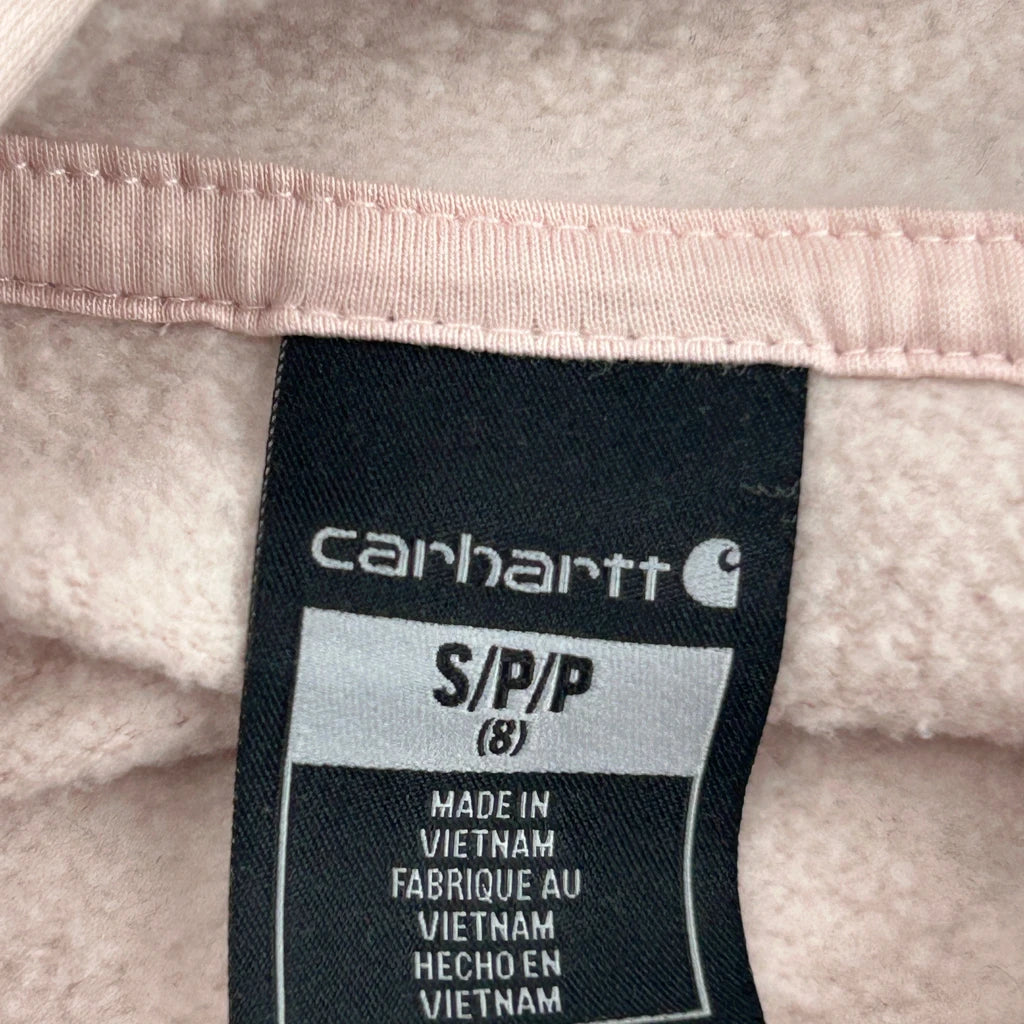 carhartt
S/P/P
(8)
MADE IN
VIETNAM
FABRIQUE AU
VIETNAM
HECHO EN
VIETNAM